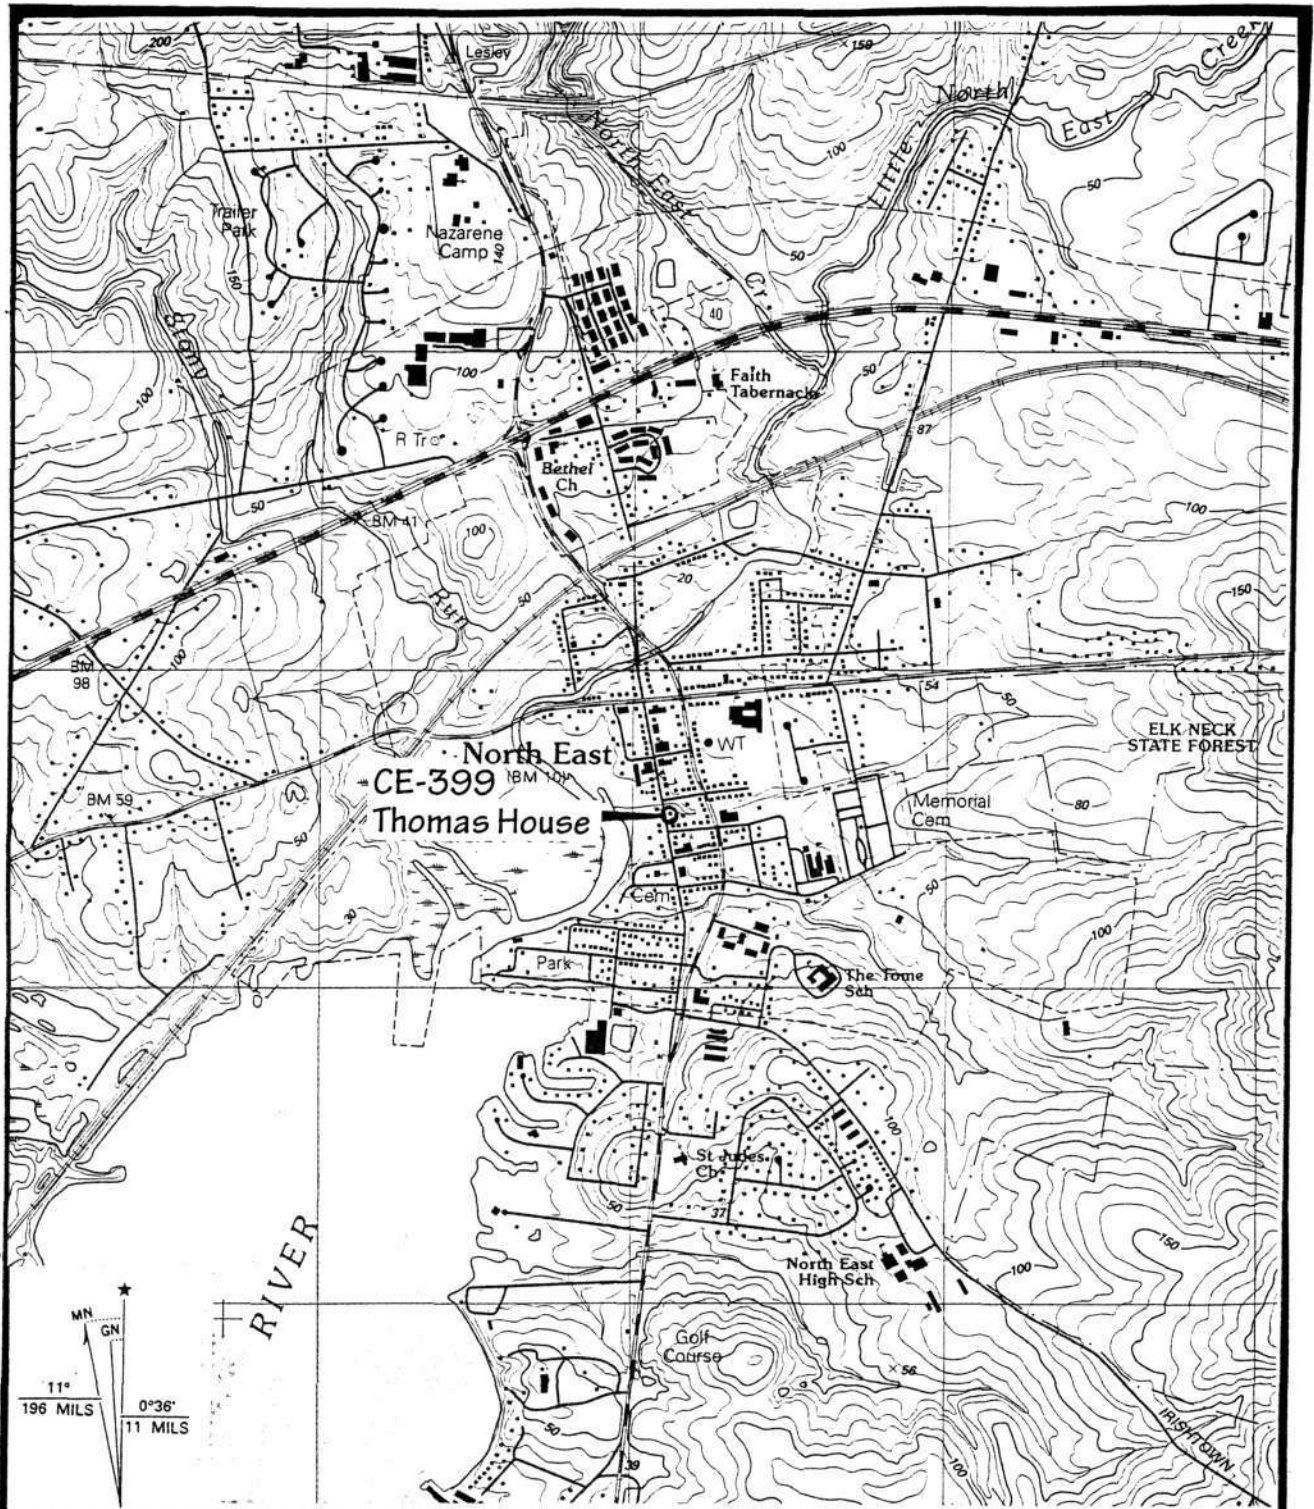 200
Lesley
×158
Creek
North
East
Little
North East Cr
100
50
50
Trailer
Park
160
Nazarene
Camp
140
40
Stony
100
100
Faith
Tabernacle
50
R Tr
87
Bethel
Ch
50
BM 41
100
100
Run
50
20
150
BM
98
100
54
50
WT
ELK NECK
STATE FOREST
North East
(BM 10)
CE-399
Thomas House
BM 59
50
Memorial
Cem
80
30
Cem
50
100
Park
The Tome
Sch
100
St Judes
Ch
50
37
150
North East
High Sch
100
RIVER
MN
GN
11°
196 MILS
0°36'
11 MILS
Golf
Course
×56
50
39
100
IRISHTOWN